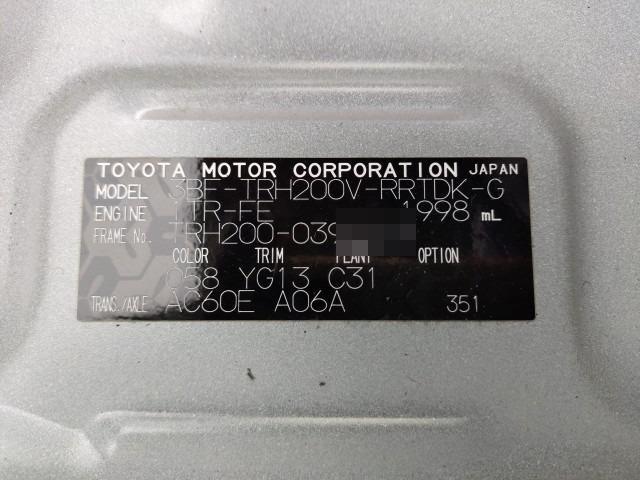 TOYOTA MOTOR CORPORATION JAPAN
MODEL 3BF-TRH200V-RRTDK-G
ENGINE 1TR-FE 1998 mL
FRAME No. TRH200-039
COLOR TRIM PLANT OPTION
058 YG13 C31
TRANS./AXLE AC60E A06A 351